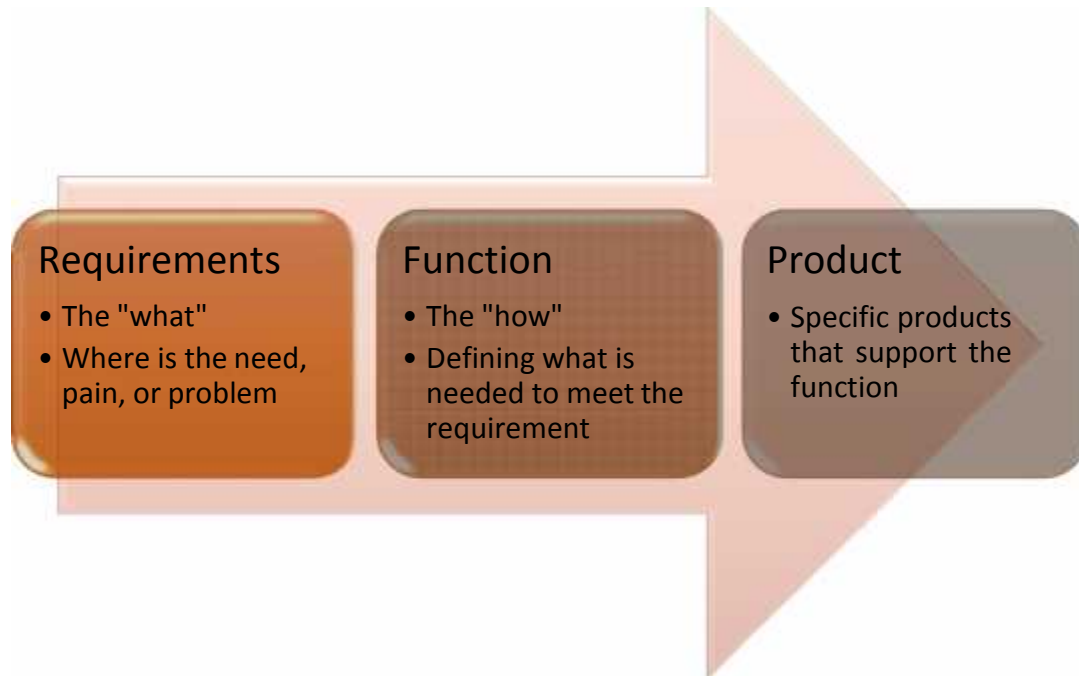 Requirements
• The "what"
• Where is the need,
pain, or problem
Function
• The "how"
• Defining what is
needed to meet the
requirement
Product
• Specific products
that support the
function